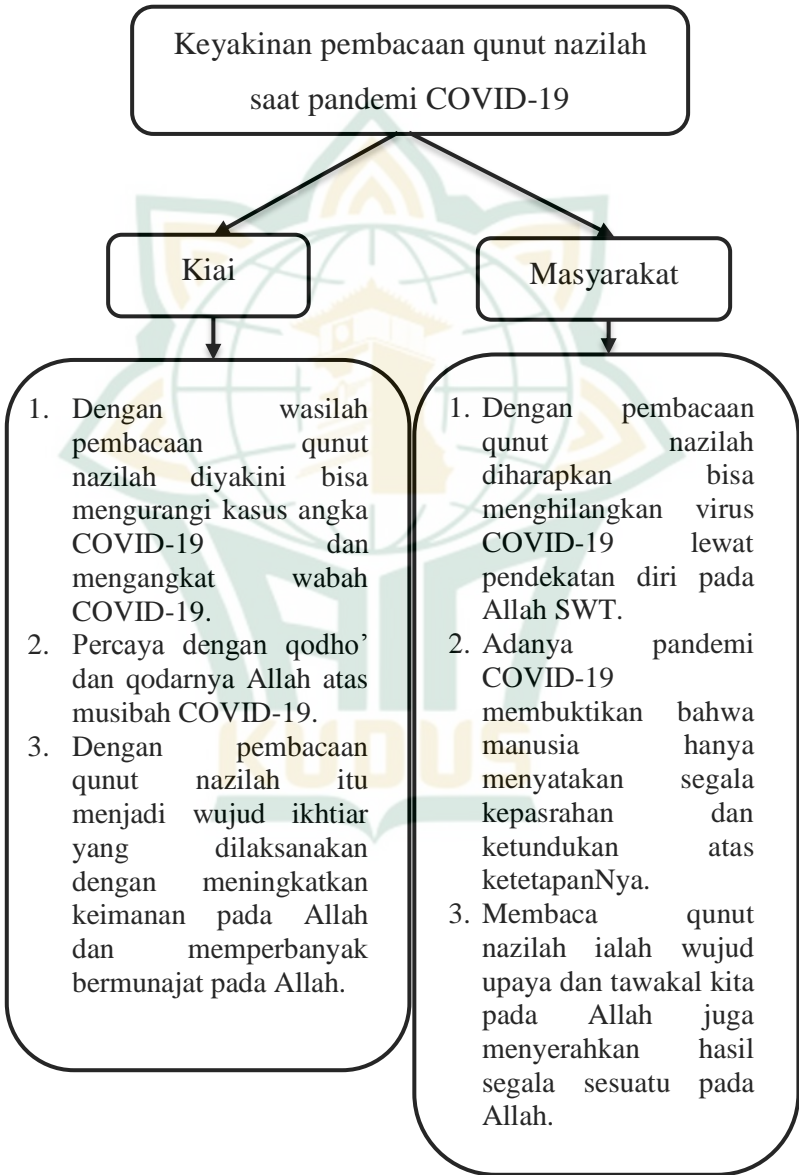 Keyakinan pembacaan qunut nazilah
saat pandemi COVID-19
Kiai
Masyarakat
1. Dengan wasilah
pembacaan qunut
nazilah diyakini bisa
mengurangi kasus angka
COVID-19 dan
mengangkat wabah
COVID-19.
2. Percaya dengan qodho’
dan qodarnya Allah atas
musibah COVID-19.
3. Dengan pembacaan
qunut nazilah itu
menjadi wujud ikhtiar
yang dilaksanakan
dengan meningkatkan
keimanan pada Allah
dan memperbanyak
bermunajat pada Allah.
1. Dengan pembacaan
qunut nazilah
diharapkan bisa
menghilangkan virus
COVID-19 lewat
pendekatan diri pada
Allah SWT.
2. Adanya pandemi
COVID-19
membuktikan bahwa
manusia hanya
menyatakan segala
kepasrahan dan
ketundukan atas
ketetapanNya.
3. Membaca qunut
nazilah ialah wujud
upaya dan tawakal kita
pada Allah juga
menyerahkan hasil
segala sesuatu pada
Allah.
KUDUS